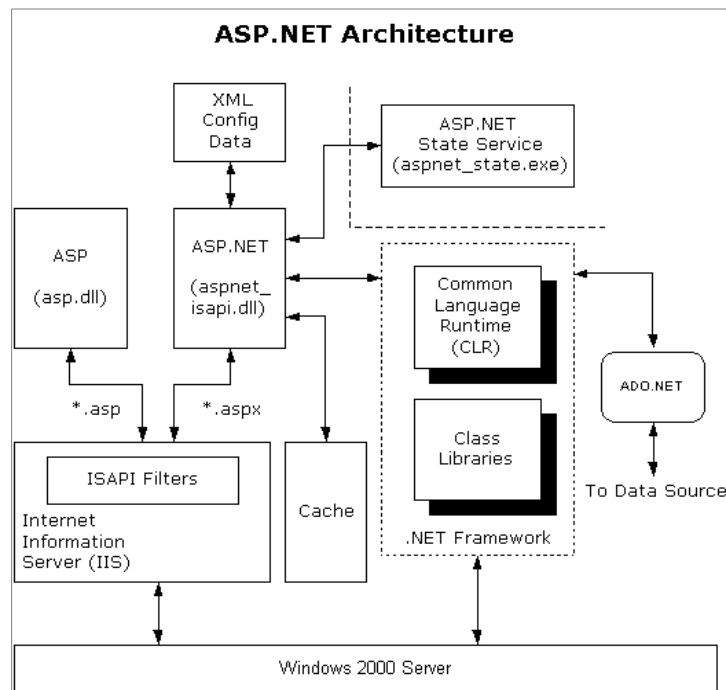 ASP.NET Architecture
XML
Config
Data
ASP.NET
State Service
(aspnet_state.exe)
ASP
(asp.dll)
ASP.NET
(aspnet_
isapi.dll)
Common
Language
Runtime
(CLR)
ADO.NET
*.asp
*.aspx
Class
Libraries
ISAPI Filters
Internet
Information
Server (IIS)
Cache
To Data Source
.NET Framework
Windows 2000 Server